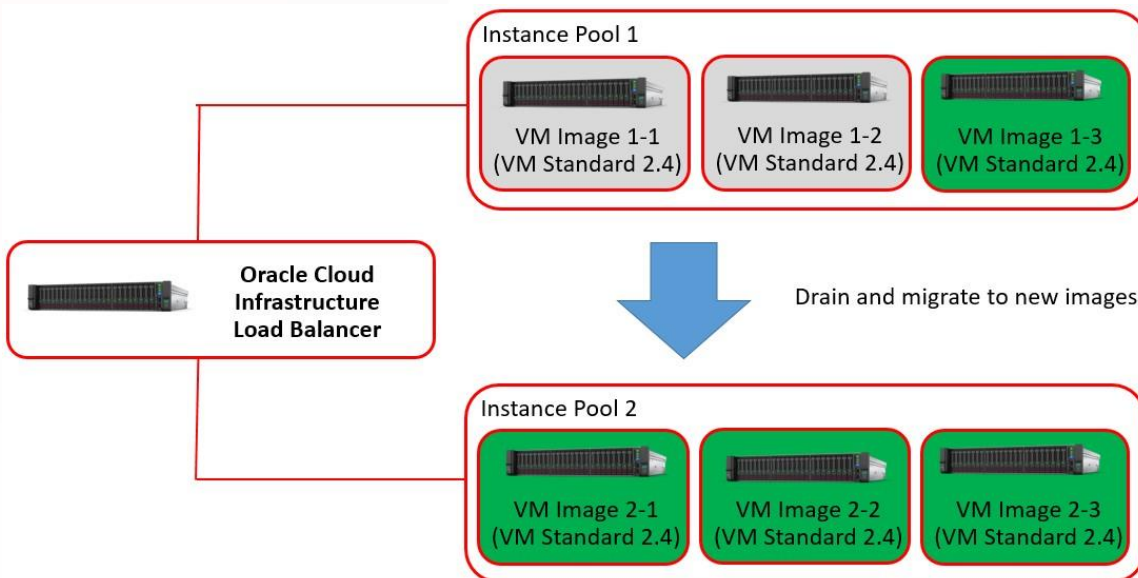 Instance Pool 1
VM Image 1-1
(VM Standard 2.4)
VM Image 1-2
(VM Standard 2.4)
VM Image 1-3
(VM Standard 2.4)
Oracle Cloud
Infrastructure
Load Balancer
Drain and migrate to new images
Instance Pool 2
VM Image 2-1
(VM Standard 2.4)
VM Image 2-2
(VM Standard 2.4)
VM Image 2-3
(VM Standard 2.4)